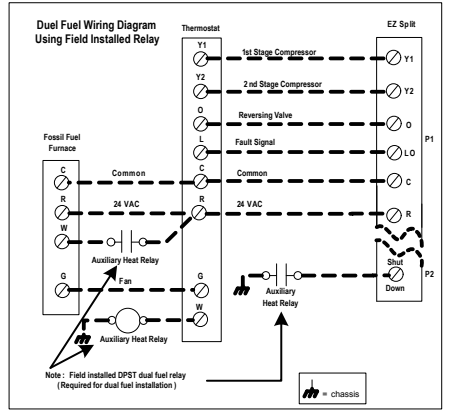 Duel Fuel Wiring Diagram
Using Field Installed Relay
Thermostat
EZ Split
Y1
1st Stage Compressor
Y1
Y2
2 nd Stage Compressor
Y2
O
Reversing Valve
O
L
Fault Signal
LO
P1
Fossil Fuel
Furnace
C
Common
C
Common
C
R
24 VAC
R
24 VAC
R
W
Auxiliary Heat Relay
Shut
Down
P2
Auxiliary
Heat Relay
G
Fan
G
W
Auxiliary Heat Relay
Note : Field installed DPST dual fuel relay
(Required for dual fuel installation )
= chassis